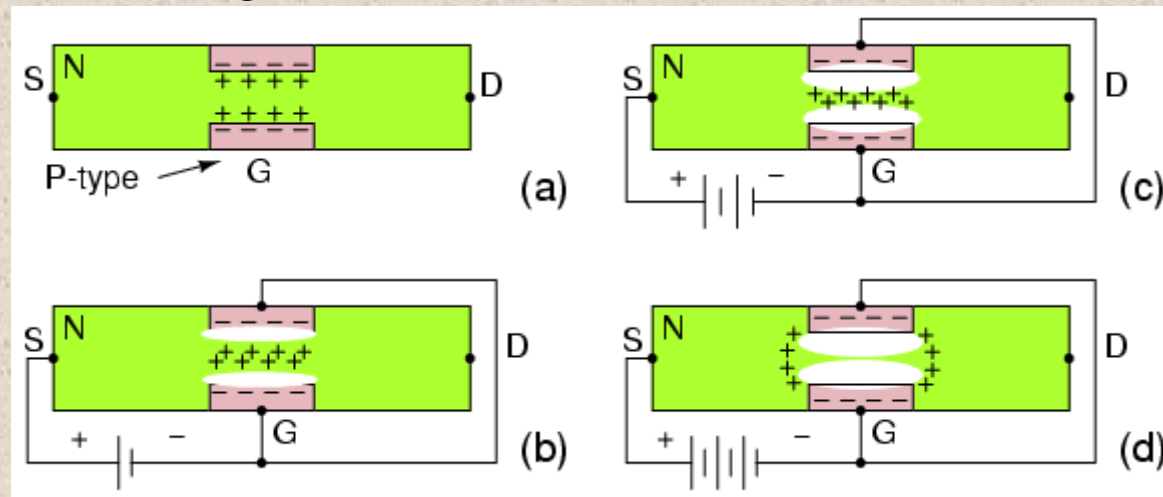 N
S
D
− − − −
+ + + +
+ + + +
− − − −
P-type
G
(a)
N
S
D
− − − −
+ + + +
+ + + +
− − − −
G
+ −
(b)
N
S
D
− − − −
+ + + +
+ + + +
− − − −
G
+ −
(c)
N
S
D
− − − −
+ +
+ +
+ +
+ +
− − − −
G
+ −
(d)